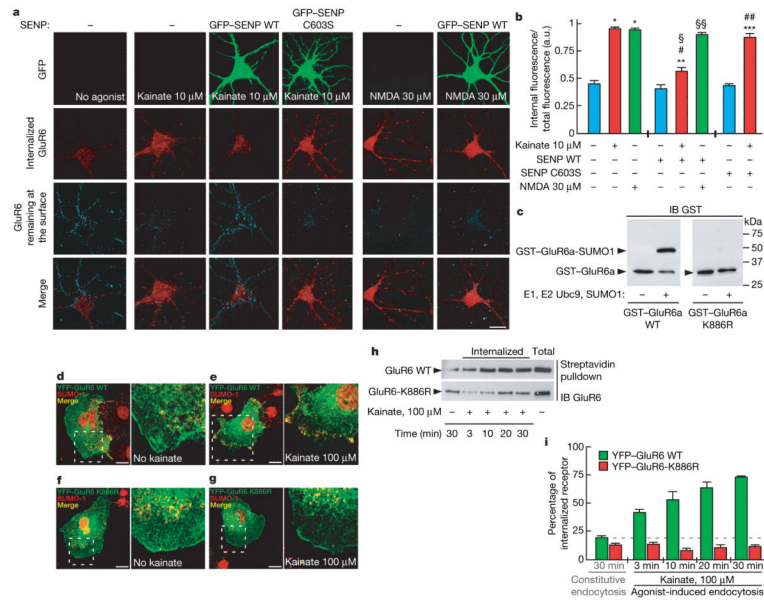 a
SENP:
–
–
GFP–SENP WT
GFP–SENP
C603S
–
GFP–SENP WT
GFP
No agonist
Kainate 10 µM
Kainate 10 µM
Kainate 10 µM
NMDA 30 µM
NMDA 30 µM
Internalized
GluR6
GluR6
remaining at
the surface
Merge
b
Internal fluorescence/
total fluorescence (a.u.)
1
0.75
0.5
0.25
0
*
*
§
#
**
§§
##
***
Kainate 10 µM – + – – + – – +
SENP WT – – – + + + – –
SENP C603S – – – – – – + +
NMDA 30 µM – – + – – + – –
c
IB GST
kDa
GST–GluR6a-SUMO1
75
50
37
GST–GluR6a
25
E1, E2 Ubc9, SUMO1: – + – +
GST–GluR6a
WT
GST–GluR6a
K886R
d
YFP-GluR6 WT
SUMO-1
Merge
No kainate
e
YFP-GluR6 WT
SUMO-1
Merge
Kainate 100 µM
f
YFP-GluR6 K886R
SUMO-1
Merge
No kainate
g
YFP-GluR6 K886R
SUMO-1
Merge
Kainate 100 µM
h
Internalized
Total
GluR6 WT
Streptavidin
pulldown
GluR6-K886R
IB GluR6
Kainate, 100 µM – + + + + –
Time (min) 30 3 10 20 30
i
YFP–GluR6 WT
YFP–GluR6-K886R
Percentage of
internalized receptor
100
75
50
25
0
30 min
3 min
10 min
20 min
30 min
Constitutive
endocytosis
Kainate, 100 µM
Agonist-induced endocytosis